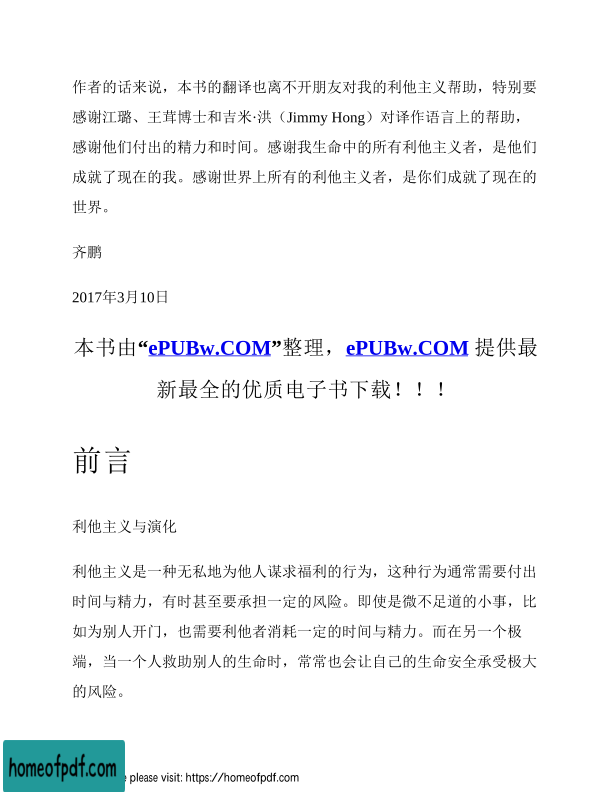 作者的话来说，本书的翻译也离不开朋友对我的利他主义帮助，特别要
感谢江璐、王茸博士和吉米·洪（Jimmy Hong）对译作语言上的帮助，
感谢他们付出的精力和时间。感谢我生命中的所有利他主义者，是他们
成就了现在的我。感谢世界上所有的利他主义者，是你们成就了现在的
世界。
齐鹏
2017年3月10日
本书由“ePUBw.COM”整理，ePUBw.COM 提供最
新最全的优质电子书下载！！！
前言
利他主义与演化
利他主义是一种无私地为他人谋求福利的行为，这种行为通常需要付出
时间与精力，有时甚至要承担一定的风险。即使是微不足道的小事，比
如为别人开门，也需要利他者消耗一定的时间与精力。而在另一个极
端，当一个人救助别人的生命时，常常也会让自己的生命安全承受极大
的风险。
homeofpdf.com
please visit: https://homeofpdf.com